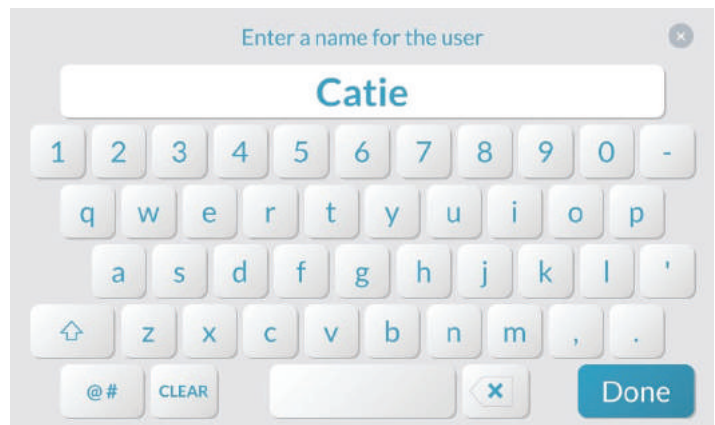 Enter a name for the user
Catie
1 2 3 4 5 6 7 8 9 0 -
q w e r t y u i o p
a s d f g h j k l '
z x c v b n m , .
@# CLEAR Done